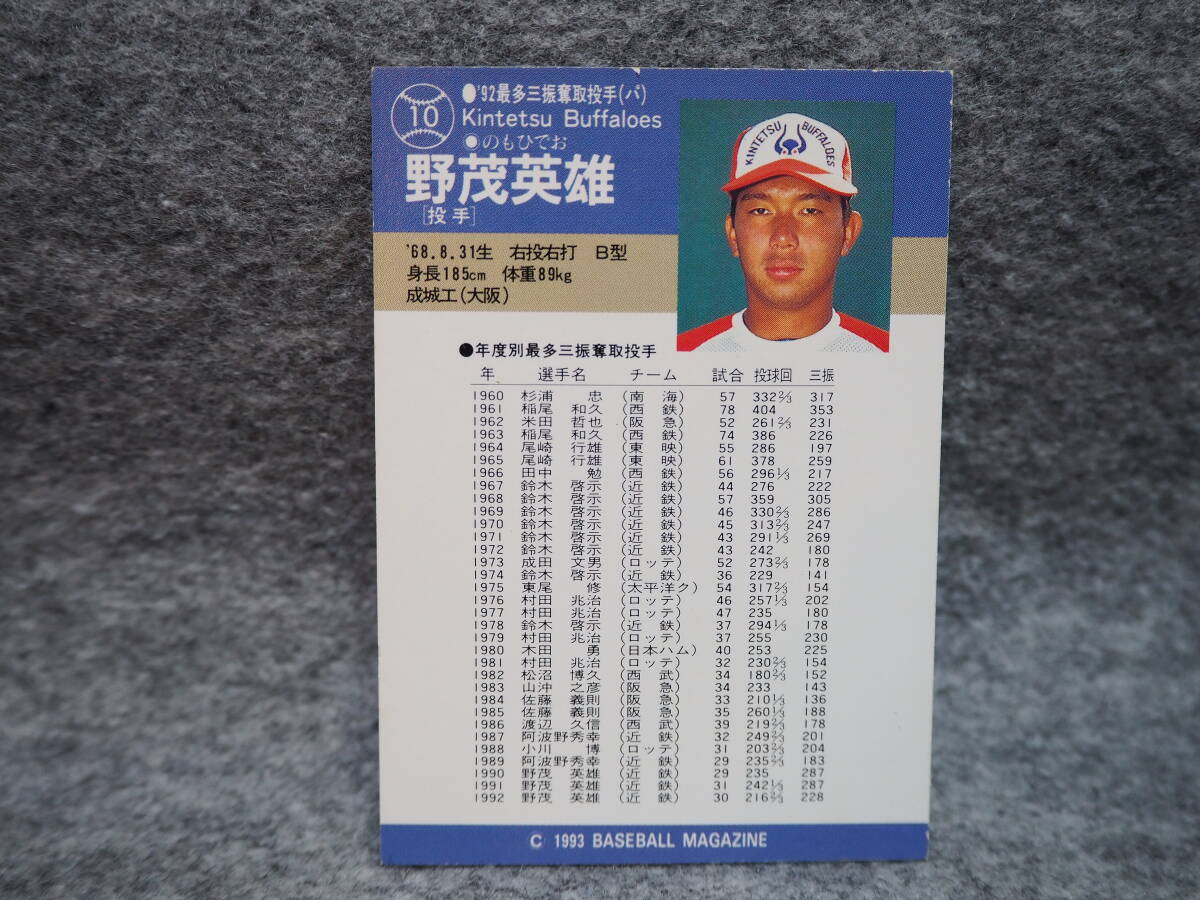 10
●'92最多三振奪取投手(パ)
Kintetsu Buffaloes
●のもひでお
野茂英雄
[投手]
KINTETSU BUFFALOES
'68.8.31生 右投右打 B型
身長185cm 体重89kg
成城工(大阪)
●年度別最多三振奪取投手
年 選手名 チーム 試合 投球回 三振
1960 杉浦 忠 (南 海) 57 332⅔ 317
1961 稲尾 和久 (西 鉄) 78 404 353
1962 米田 哲也 (阪 急) 52 261⅔ 231
1963 稲尾 和久 (西 鉄) 74 386 226
1964 尾崎 行雄 (東 映) 55 286 197
1965 尾崎 行雄 (東 映) 61 378 259
1966 田中 勉 (西 鉄) 56 296⅓ 217
1967 鈴木 啓示 (近 鉄) 44 276 222
1968 鈴木 啓示 (近 鉄) 57 359 305
1969 鈴木 啓示 (近 鉄) 46 330⅔ 286
1970 鈴木 啓示 (近 鉄) 45 313⅔ 247
1971 鈴木 啓示 (近 鉄) 43 291⅓ 269
1972 鈴木 啓示 (近 鉄) 43 242 180
1973 成田 文男 (ロッテ) 52 273⅔ 178
1974 鈴木 啓示 (近 鉄) 36 229 141
1975 東尾 修 (太平洋ク) 54 317⅔ 154
1976 村田 兆治 (ロッテ) 46 257⅓ 202
1977 村田 兆治 (ロッテ) 47 235 180
1978 鈴木 啓示 (近 鉄) 37 294⅓ 178
1979 村田 兆治 (ロッテ) 37 255 230
1980 木田 勇 (日本ハム) 40 253 225
1981 村田 兆治 (ロッテ) 32 230⅔ 154
1982 松沼 博久 (西 武) 34 180⅔ 152
1983 山沖 之彦 (阪 急) 34 233 143
1984 佐藤 義則 (阪 急) 33 210⅓ 136
1985 佐藤 義則 (阪 急) 35 260⅓ 188
1986 渡辺 久信 (西 武) 39 219⅔ 178
1987 阿波野秀幸 (近 鉄) 32 249⅔ 201
1988 小川 博 (ロッテ) 31 203⅔ 204
1989 阿波野秀幸 (近 鉄) 29 235⅔ 183
1990 野茂 英雄 (近 鉄) 29 235 287
1991 野茂 英雄 (近 鉄) 31 242⅓ 287
1992 野茂 英雄 (近 鉄) 30 216⅔ 228
C 1993 BASEBALL MAGAZINE